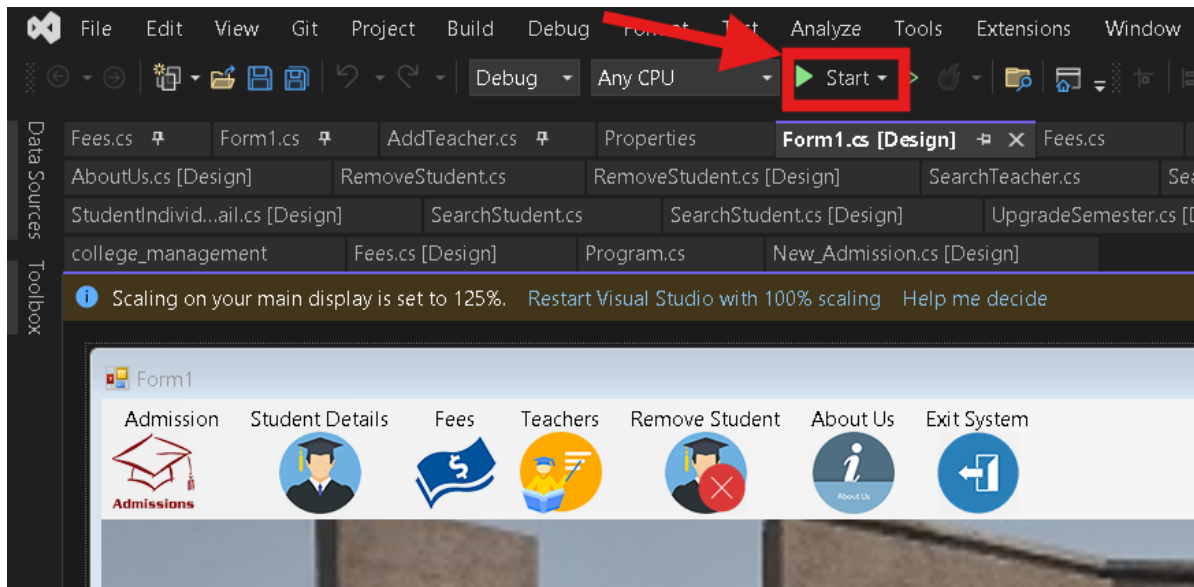 File Edit View Git Project Build Debug Format Test Analyze Tools Extensions Window
Debug Any CPU Start
Data Sources
Toolbox
Fees.cs Form1.cs AddTeacher.cs Properties Form1.cs [Design] Fees.cs
AboutUs.cs [Design] RemoveStudent.cs RemoveStudent.cs [Design] SearchTeacher.cs
StudentIndivid...ail.cs [Design] SearchStudent.cs SearchStudent.cs [Design] UpgradeSemester.cs [
college_management Fees.cs [Design] Program.cs New_Admission.cs [Design]
Scaling on your main display is set to 125%. Restart Visual Studio with 100% scaling Help me decide
Form1
Admission Student Details Fees Teachers Remove Student About Us Exit System
Admissions
About Us